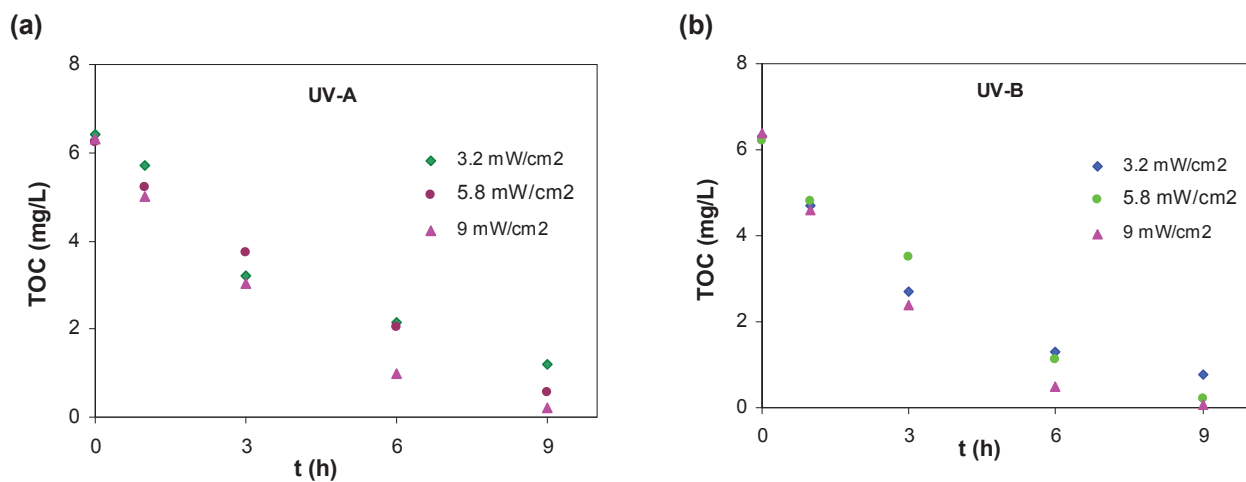 (a)
UV-A
TOC (mg/L)
8
6
4
2
0
0 3 6 9
t (h)
3.2 mW/cm2
5.8 mW/cm2
9 mW/cm2
(b)
UV-B
TOC (mg/L)
8
6
4
2
0
0 3 6 9
t (h)
3.2 mW/cm2
5.8 mW/cm2
9 mW/cm2